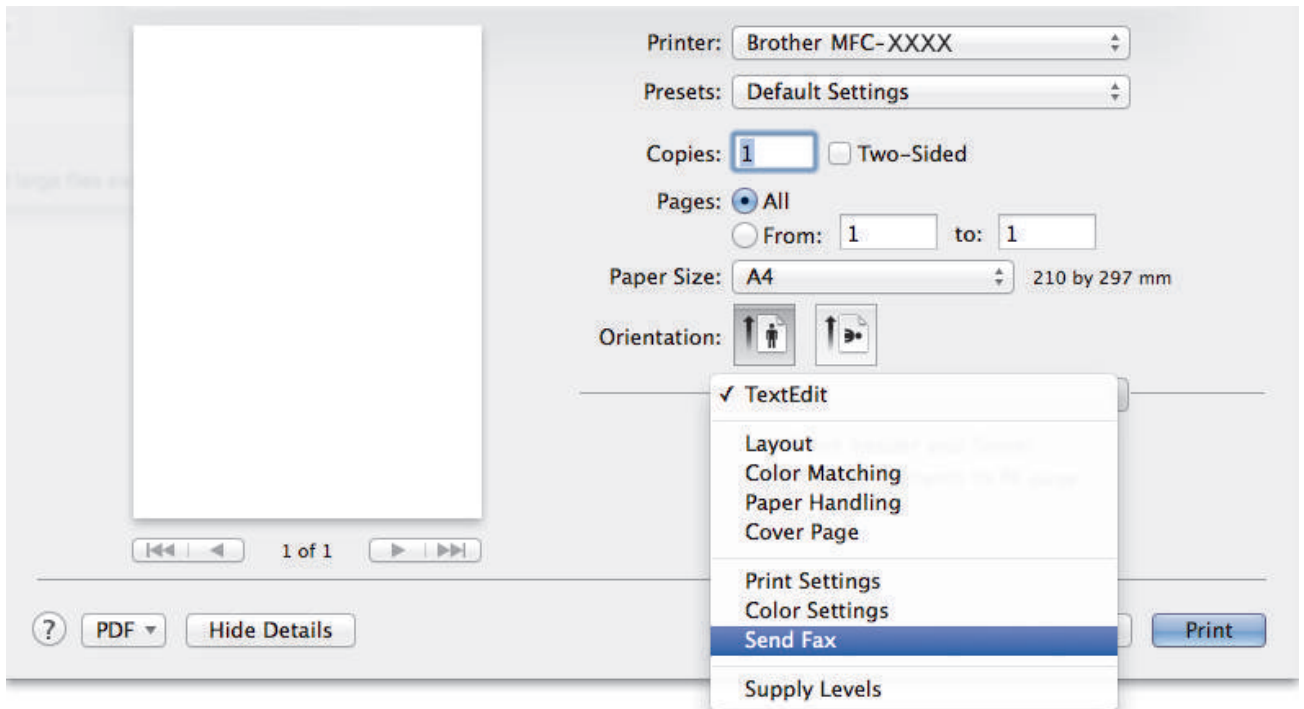 Printer: Brother MFC-XXXX
Presets: Default Settings
Copies: 1 Two-Sided
Pages: All
From: 1 to: 1
Paper Size: A4 210 by 297 mm
Orientation:
✓ TextEdit
Layout
Color Matching
Paper Handling
Cover Page
1 of 1
Print Settings
Color Settings
? PDF Hide Details Print
Send Fax
Supply Levels